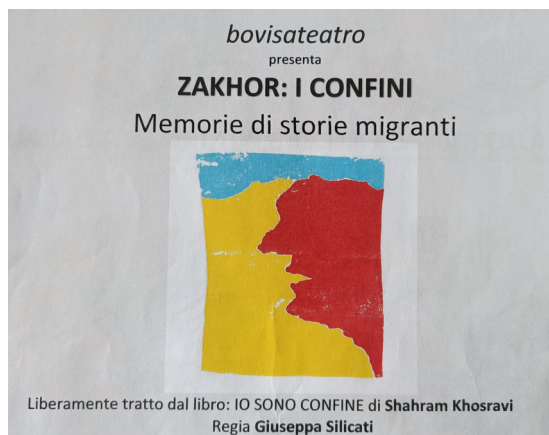 bovisateatro
presenta
ZAKHOR: I CONFINI
Memorie di storie migranti
Liberamente tratto dal libro: IO SONO CONFINE di Shahram Khosravi
Regia Giuseppa Silicati